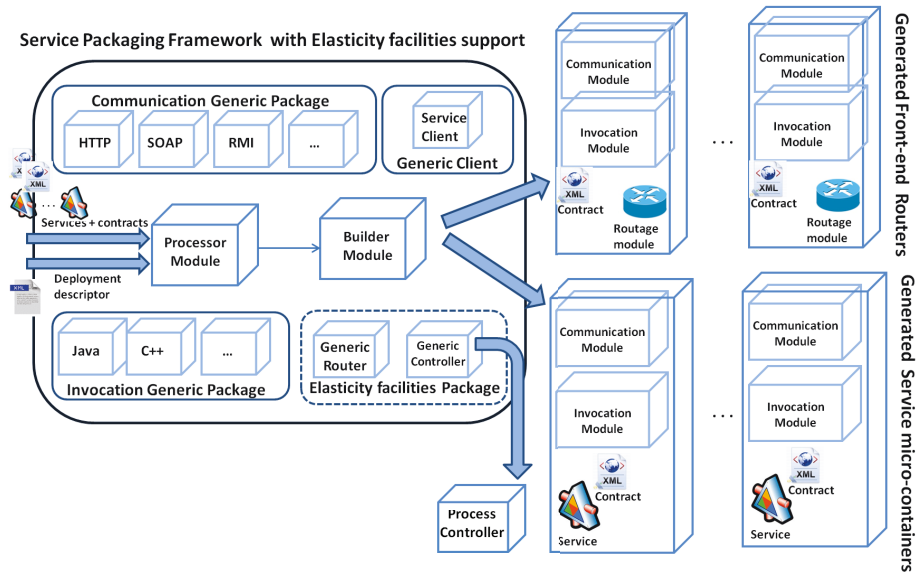 Service Packaging Framework with Elasticity facilities support
Communication Generic Package
HTTP
SOAP
RMI
...
Service
Client
Generic Client
XML
XML
...
Services + contracts
Deployment
descriptor
XML
Processor
Module
Builder
Module
Java
C++
...
Invocation Generic Package
Generic
Router
Generic
Controller
Elasticity facilities Package
Process
Controller
Communication
Module
Invocation
Module
XML
Contract
Routage
module
...
Communication
Module
Invocation
Module
XML
Contract
Routage
module
Generated Front-end Routers
Communication
Module
Invocation
Module
XML
Contract
Service
...
Communication
Module
Invocation
Module
XML
Contract
Service
Generated Service micro-containers